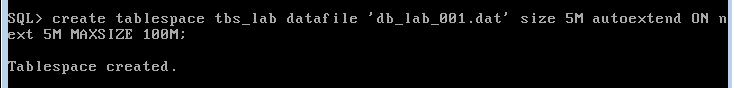 SQL> create tablespace tbs_lab datafile 'db_lab_001.dat' size 5M autoextend ON n
ext 5M MAXSIZE 100M;
Tablespace created.